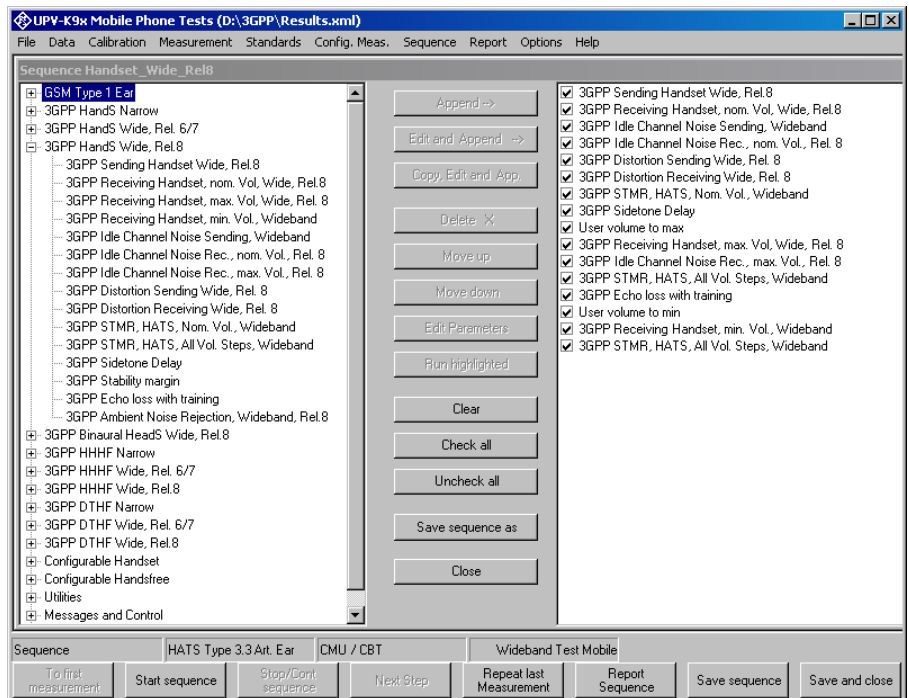 UPV-K9x Mobile Phone Tests (D:\3GPP\Results.xml)
File Data Calibration Measurement Standards Config. Meas. Sequence Report Options Help
Sequence Handset_Wide_Rel8
GSM Type 1 Ear
3GPP HandS Narrow
3GPP HandS Wide, Rel. 6/7
3GPP HandS Wide, Rel.8
3GPP Sending Handset Wide, Rel.8
3GPP Receiving Handset, nom. Vol, Wide, Rel.8
3GPP Receiving Handset, max. Vol, Wide, Rel. 8
3GPP Receiving Handset, min. Vol., Wideband
3GPP Idle Channel Noise Sending, Wideband
3GPP Idle Channel Noise Rec., nom. Vol., Rel. 8
3GPP Idle Channel Noise Rec., max. Vol., Rel. 8
3GPP Distortion Sending Wide, Rel. 8
3GPP Distortion Receiving Wide, Rel. 8
3GPP STMR, HATS, Nom. Vol., Wideband
3GPP STMR, HATS, All Vol. Steps, Wideband
3GPP Sidetone Delay
3GPP Stability margin
3GPP Echo loss with training
3GPP Ambient Noise Rejection, Wideband, Rel.8
3GPP Binaural HeadS Wide, Rel.8
3GPP HHHF Narrow
3GPP HHHF Wide, Rel. 6/7
3GPP HHHF Wide, Rel.8
3GPP DTHF Narrow
3GPP DTHF Wide, Rel. 6/7
3GPP DTHF Wide, Rel.8
Configurable Handset
Configurable Handsfree
Utilities
Messages and Control
Append -->
Edit and Append -->
Copy, Edit and App.
Delete X
Move up
Move down
Edit Parameters
Run highlighted
Clear
Check all
Uncheck all
Save sequence as
Close
3GPP Sending Handset Wide, Rel.8
3GPP Receiving Handset, nom. Vol, Wide, Rel.8
3GPP Idle Channel Noise Sending, Wideband
3GPP Idle Channel Noise Rec., nom. Vol., Rel. 8
3GPP Distortion Sending Wide, Rel. 8
3GPP Distortion Receiving Wide, Rel. 8
3GPP STMR, HATS, Nom. Vol., Wideband
3GPP Sidetone Delay
User volume to max
3GPP Receiving Handset, max. Vol, Wide, Rel. 8
3GPP Idle Channel Noise Rec., max. Vol., Rel. 8
3GPP STMR, HATS, All Vol. Steps, Wideband
3GPP Echo loss with training
User volume to min
3GPP Receiving Handset, min. Vol., Wideband
3GPP STMR, HATS, All Vol. Steps, Wideband
Sequence HATS Type 3.3 Art. Ear CMU / CBT Wideband Test Mobile
To first
measurement
Start sequence
Stop/Cont
sequence
Next Step
Repeat last
Measurement
Report
Sequence
Save sequence
Save and close